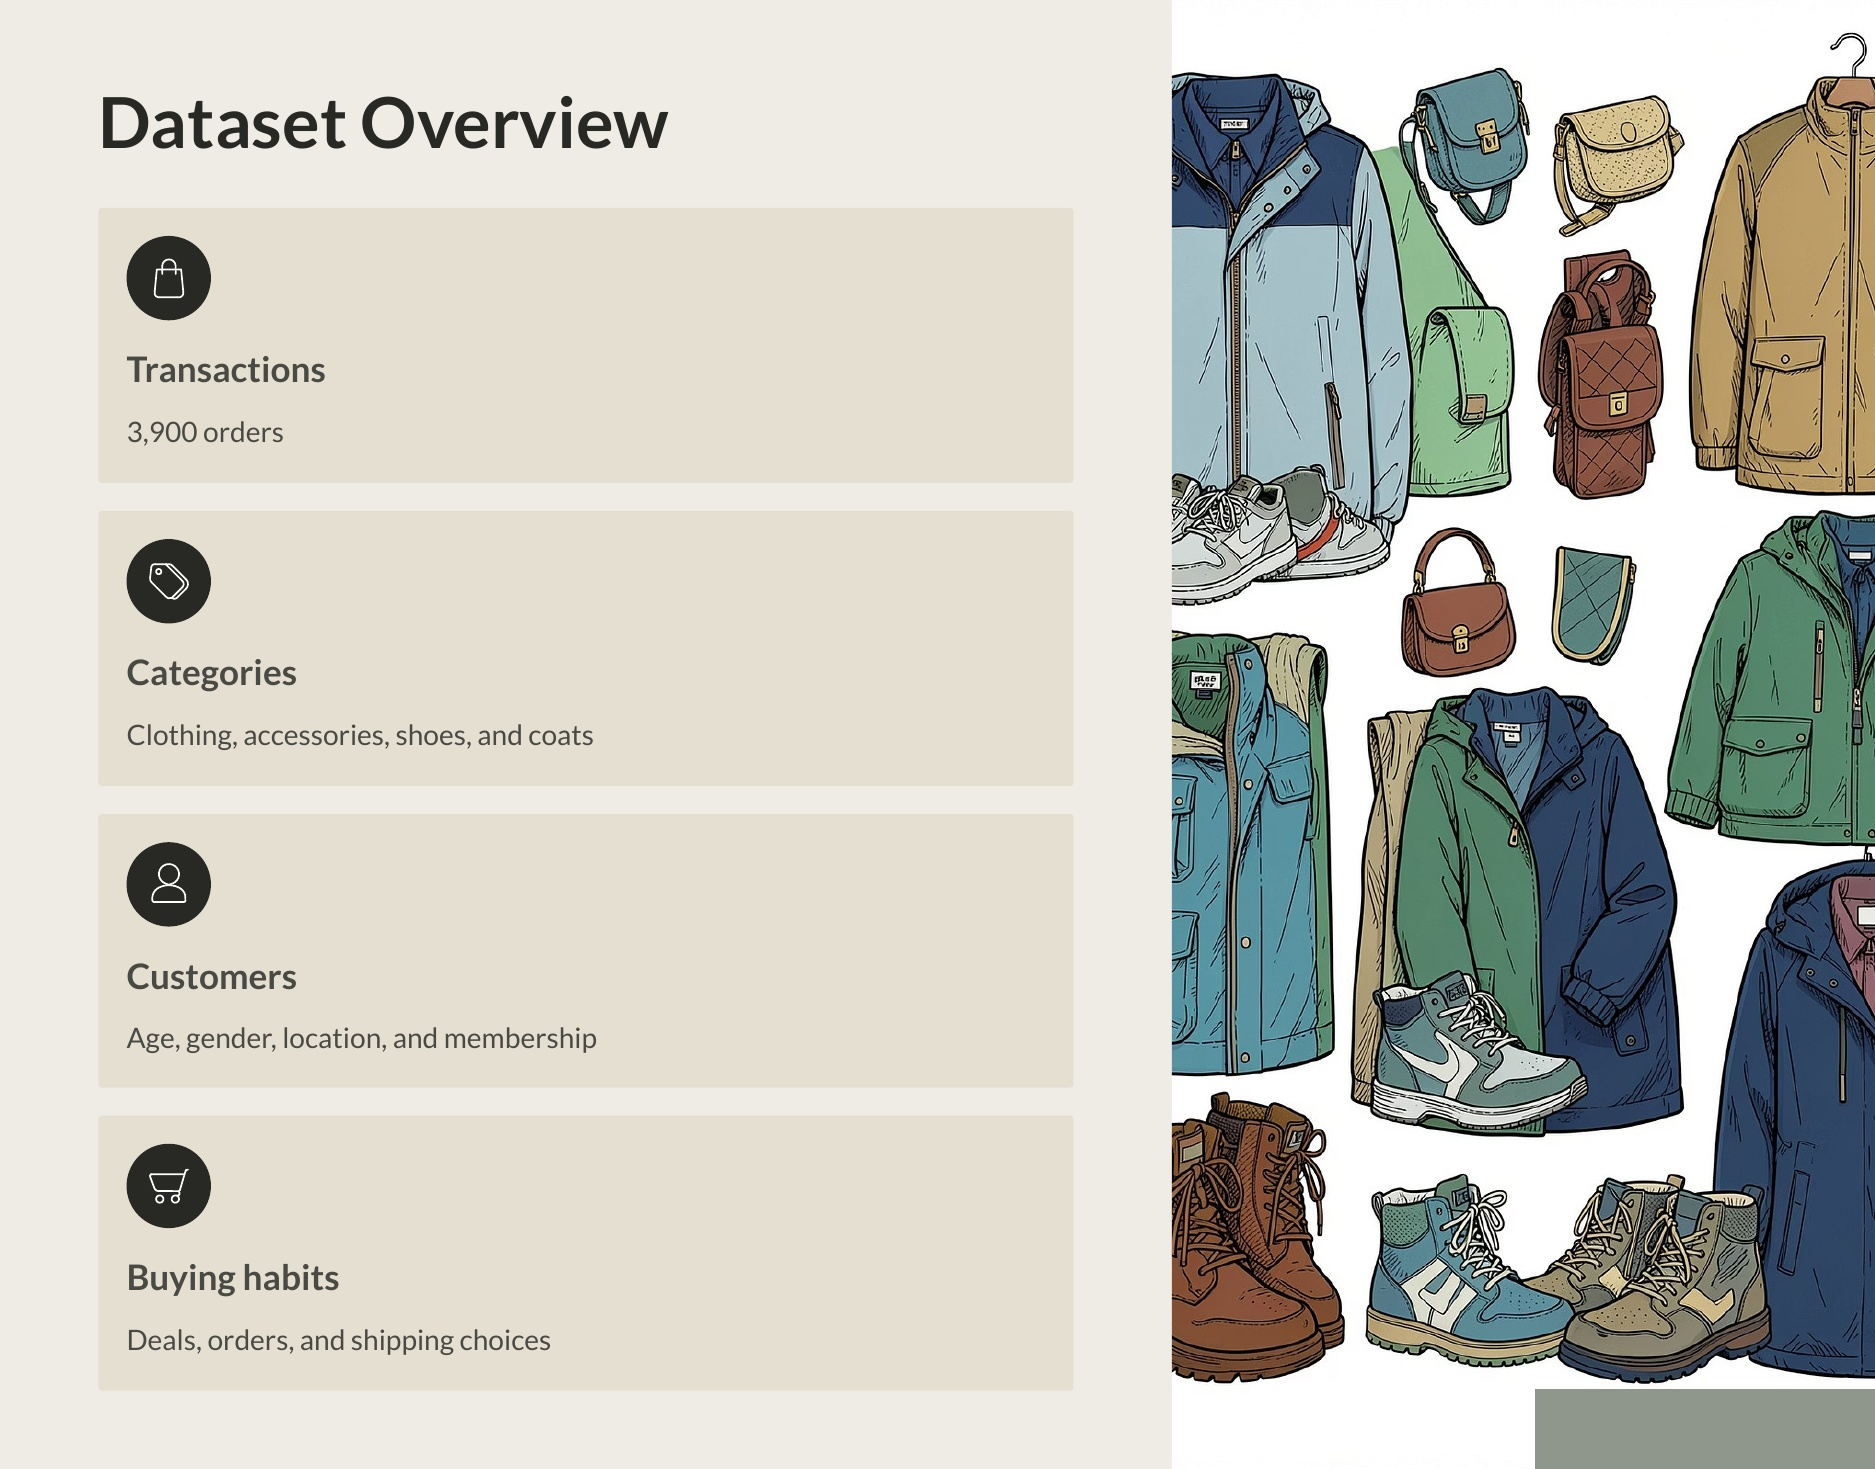 Dataset Overview
Transactions
3,900 orders
Categories
Clothing, accessories, shoes, and coats
Customers
Age, gender, location, and membership
Buying habits
Deals, orders, and shipping choices